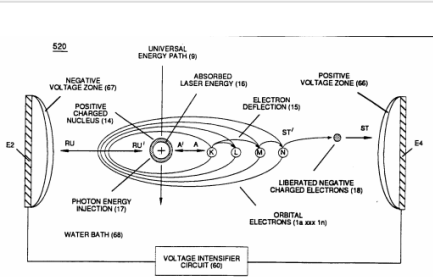 520
UNIVERSAL
ENERGY PATH (9)
NEGATIVE
VOLTAGE ZONE (67)
ABSORBED
LASER ENERGY (16)
POSITIVE
VOLTAGE ZONE (66)
POSITIVE
CHARGED
NUCLEUS (14)
ELECTRON
DEFLECTION (15)
ST'
ST
E2
RU
RU'
+
A'
A
K
L
M
N
E4
PHOTON ENERGY
INJECTION (17)
LIBERATED NEGATIVE
CHARGED ELECTRONS (18)
ORBITAL
ELECTRONS (1a xxx 1n)
WATER BATH (68)
VOLTAGE INTENSIFIER
CIRCUIT (60)